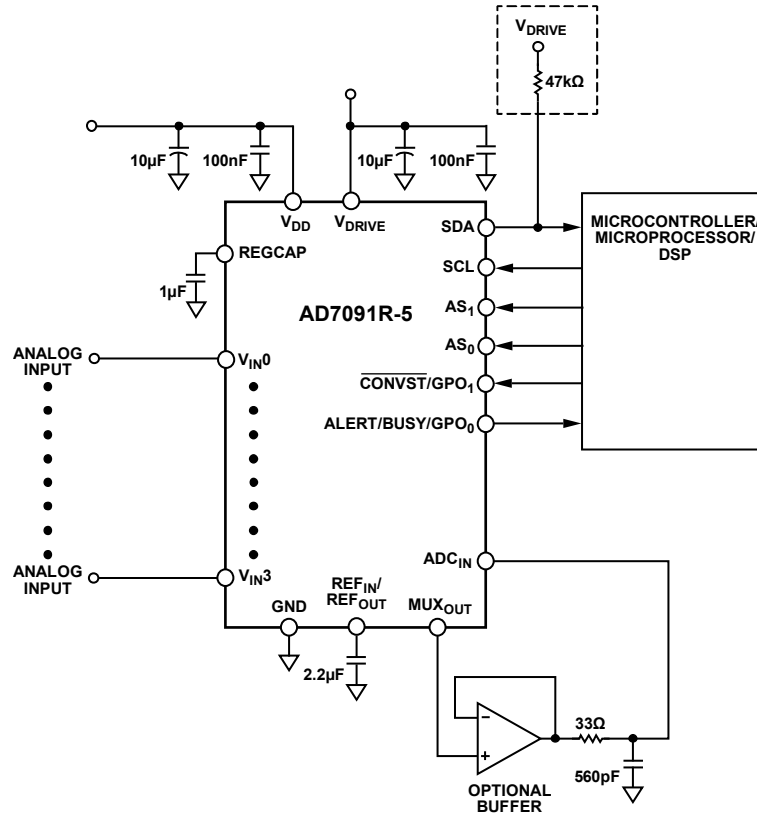 VDRIVE
47kΩ
10µF
100nF
10µF
100nF
VDD
VDRIVE
SDA
MICROCONTROLLER/
MICROPROCESSOR/
DSP
REGCAP
SCL
1µF
AD7091R-5
AS1
AS0
ANALOG
INPUT
VIN0
CONVST/GPO1
ALERT/BUSY/GPO0
ANALOG
INPUT
VIN3
ADCIN
GND
REFIN/
REFOUT
MUXOUT
2.2µF
33Ω
–
+
560pF
OPTIONAL
BUFFER